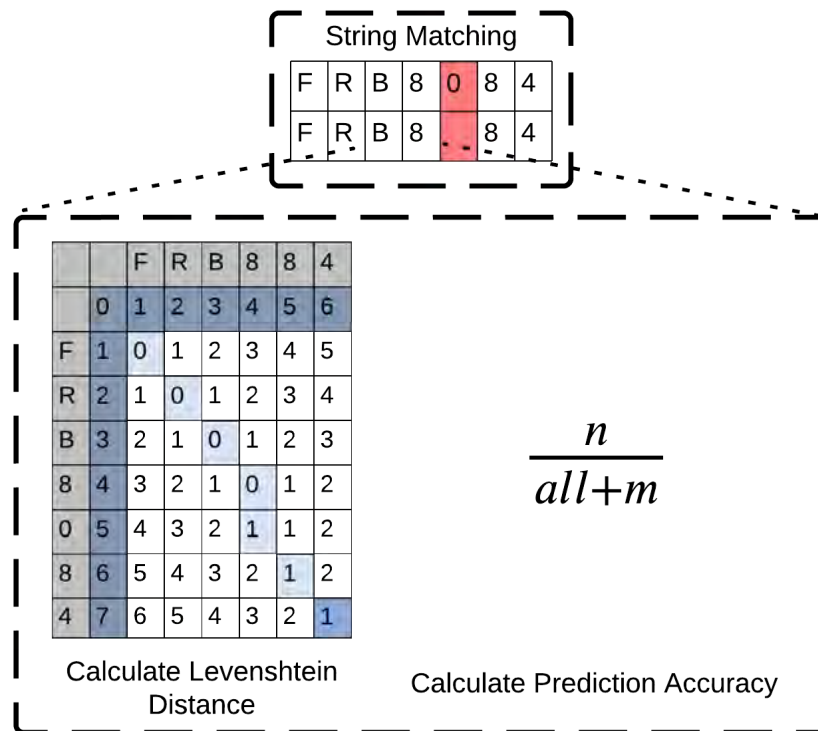 String Matching
F R B 8 0 8 4
F R B 8 8 4
F R B 8 8 4
0 1 2 3 4 5 6
F 1 0 1 2 3 4 5
R 2 1 0 1 2 3 4
B 3 2 1 0 1 2 3
8 4 3 2 1 0 1 2
0 5 4 3 2 1 1 2
8 6 5 4 3 2 1 2
4 7 6 5 4 3 2 1
n
all+m
Calculate Levenshtein
Distance
Calculate Prediction Accuracy